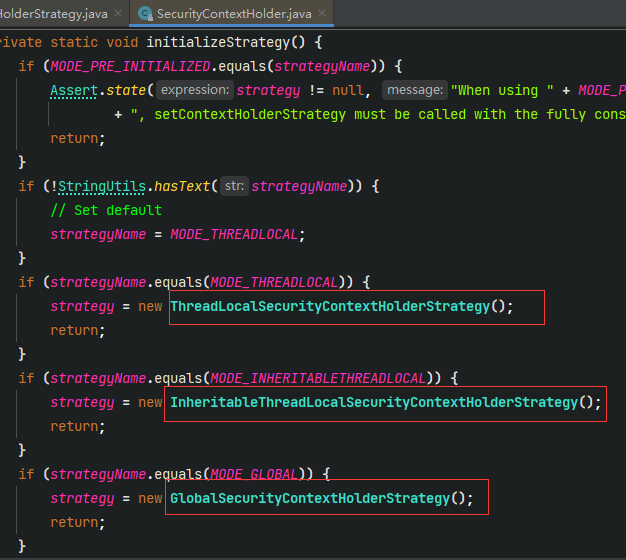 HolderStrategy.java × SecurityContextHolder.java ×
rivate static void initializeStrategy() {
if (MODE_PRE_INITIALIZED.equals(strategyName)) {
Assert.state( expression: strategy != null, message: "When using " + MODE_P
+ ", setContextHolderStrategy must be called with the fully cons
return;
}
if (!StringUtils.hasText( str: strategyName)) {
// Set default
strategyName = MODE_THREADLOCAL;
}
if (strategyName.equals(MODE_THREADLOCAL)) {
strategy = new ThreadLocalSecurityContextHolderStrategy();
return;
}
if (strategyName.equals(MODE_INHERITABLETHREADLOCAL)) {
strategy = new InheritableThreadLocalSecurityContextHolderStrategy();
return;
}
if (strategyName.equals(MODE_GLOBAL)) {
strategy = new GlobalSecurityContextHolderStrategy();
return;
}